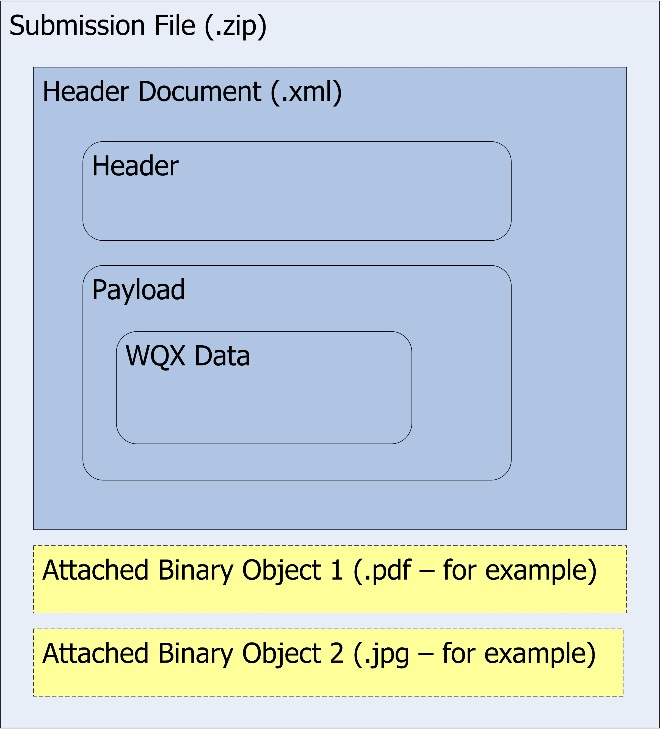 Submission File (.zip)
Header Document (.xml)
Header
Payload
WQX Data
Attached Binary Object 1 (.pdf – for example)
Attached Binary Object 2 (.jpg – for example)